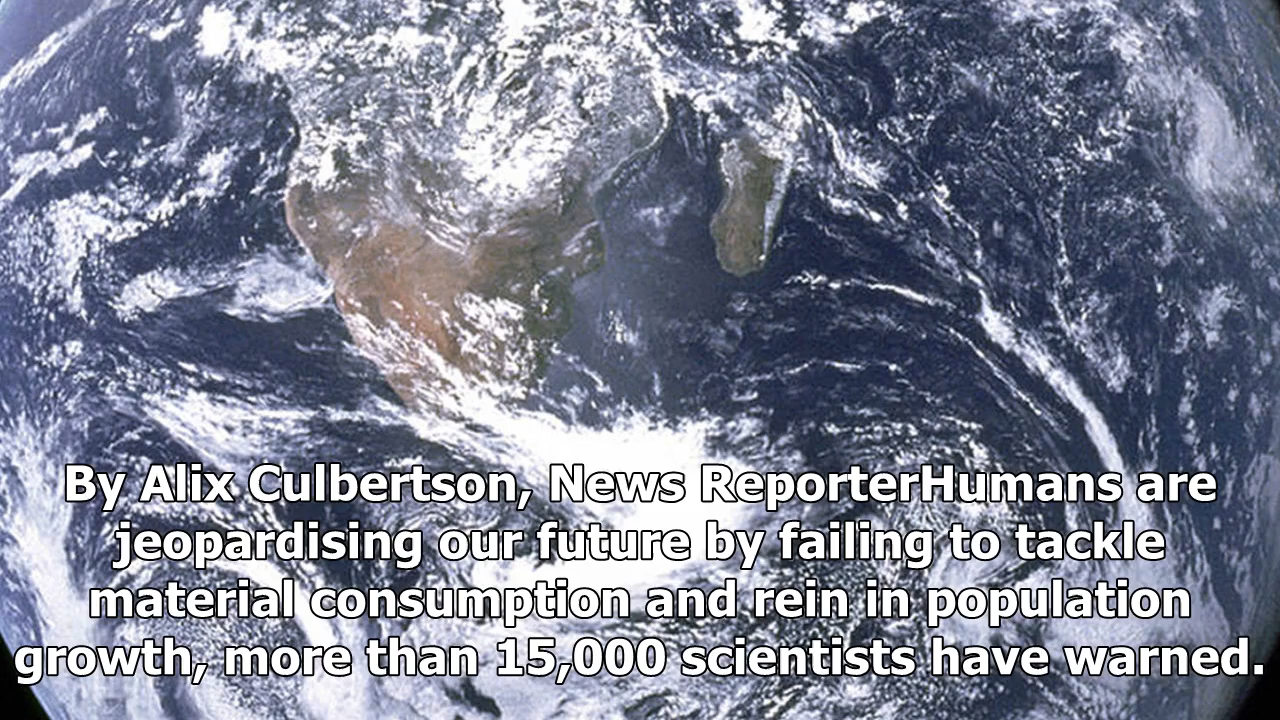 By Alix Culbertson, News ReporterHumans are
jeopardising our future by failing to tackle
material consumption and rein in population
growth, more than 15,000 scientists have warned.